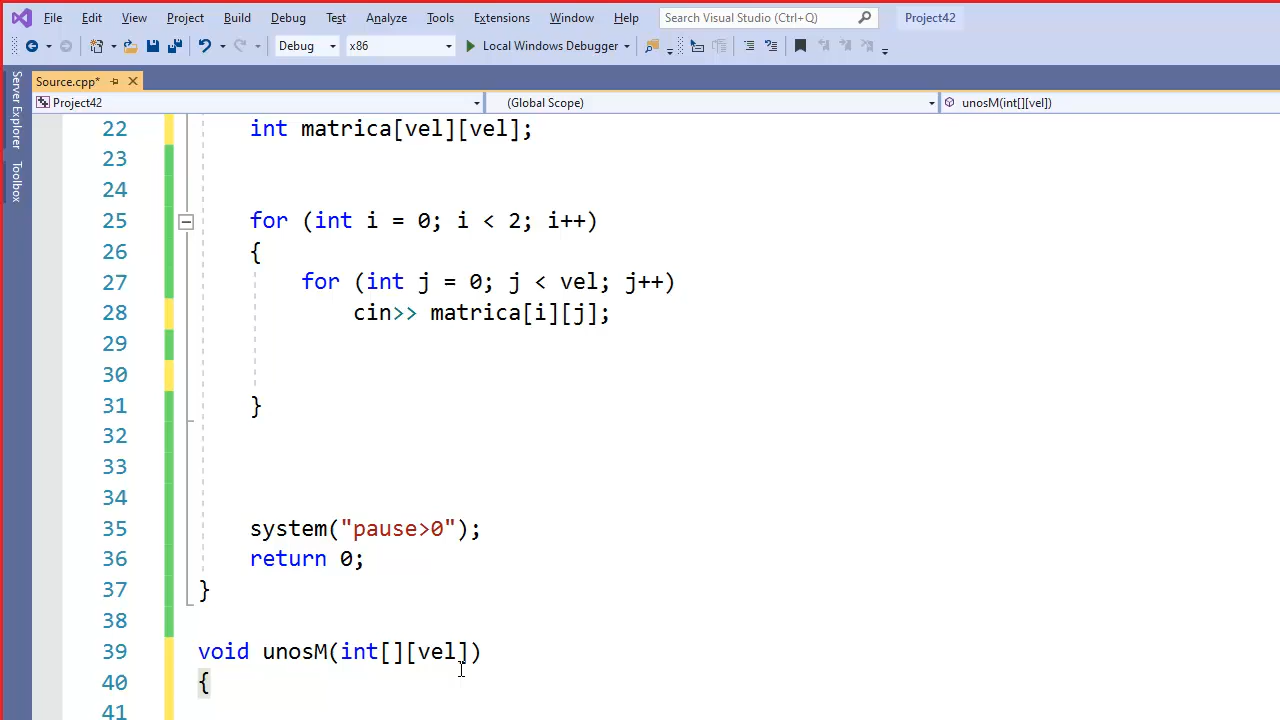 File Edit View Project Build Debug Test Analyze Tools Extensions Window Help Search Visual Studio (Ctrl+Q) Project42
Debug x86 Local Windows Debugger
Server Explorer
Toolbox
Source.cpp*
Project42 (Global Scope) unosM(int[][vel])
22 int matrica[vel][vel];
23
24
25 for (int i = 0; i < 2; i++)
26 {
27 for (int j = 0; j < vel; j++)
28 cin>> matrica[i][j];
29
30
31 }
32
33
34
35 system("pause>0");
36 return 0;
37 }
38
39 void unosM(int[][vel])
40 {
41